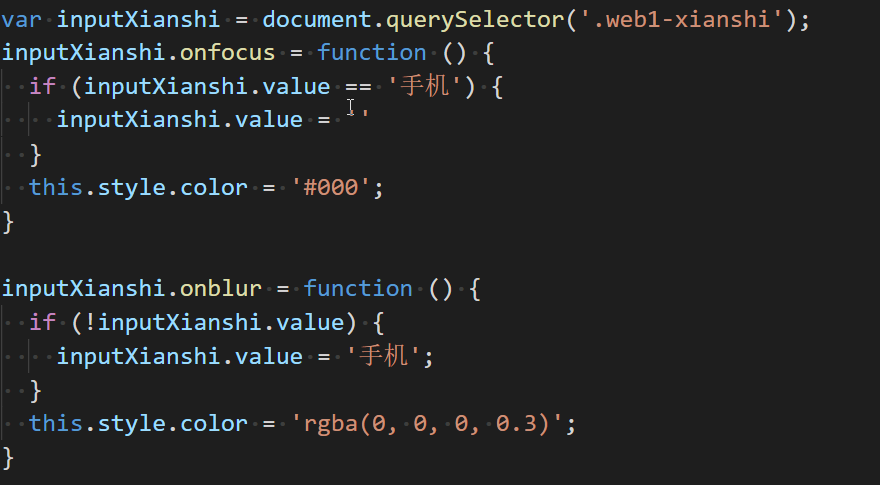 var inputXianshi = document.querySelector('.web1-xianshi');
inputXianshi.onfocus = function () {
  if (inputXianshi.value == '手机') {
    inputXianshi.value = ''
  }
  this.style.color = '#000';
}

inputXianshi.onblur = function () {
  if (!inputXianshi.value) {
    inputXianshi.value = '手机';
  }
  this.style.color = 'rgba(0, 0, 0, 0.3)';
}